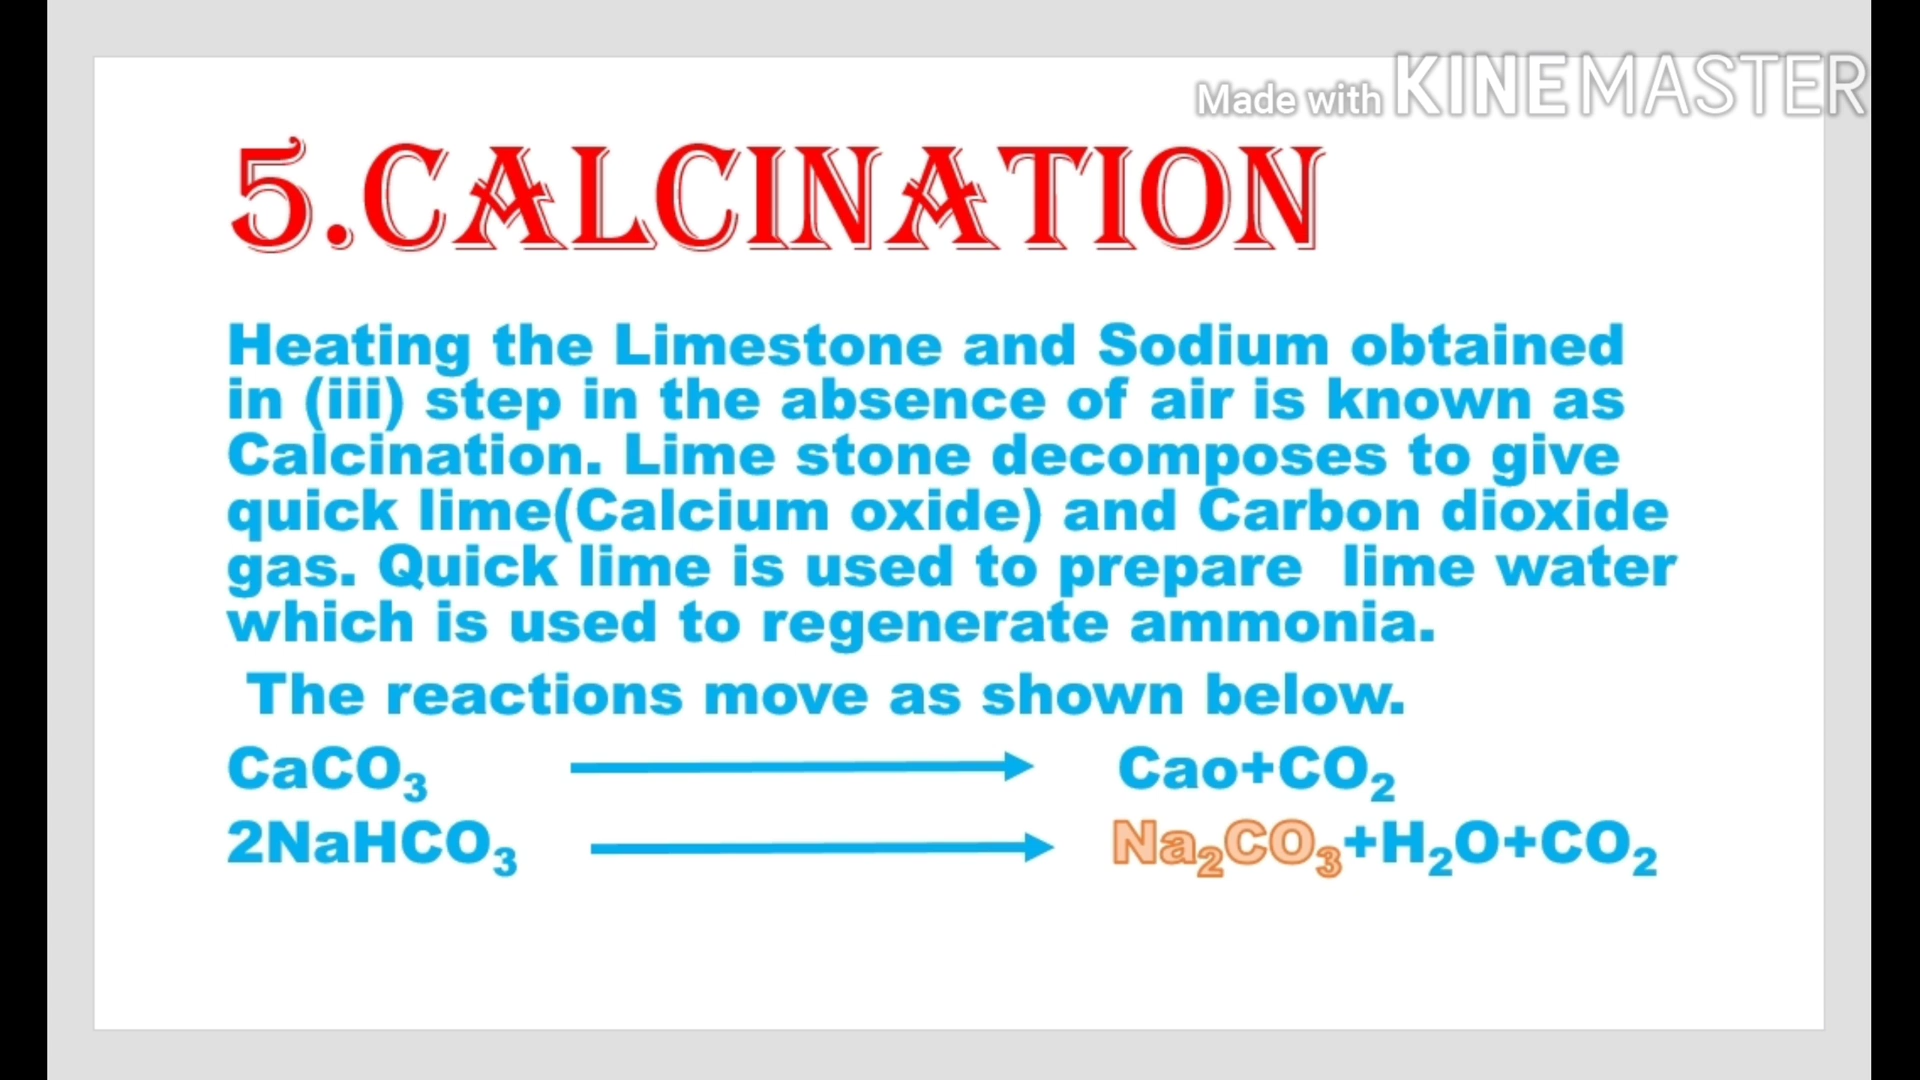 Made with KINEMASTER
5.CALCINATION
Heating the Limestone and Sodium obtained
in (iii) step in the absence of air is known as
Calcination. Lime stone decomposes to give
quick lime(Calcium oxide) and Carbon dioxide
gas. Quick lime is used to prepare  lime water
which is used to regenerate ammonia.
The reactions move as shown below.
CaCO₃ → Cao+CO₂
2NaHCO₃ → Na₂CO₃+H₂O+CO₂